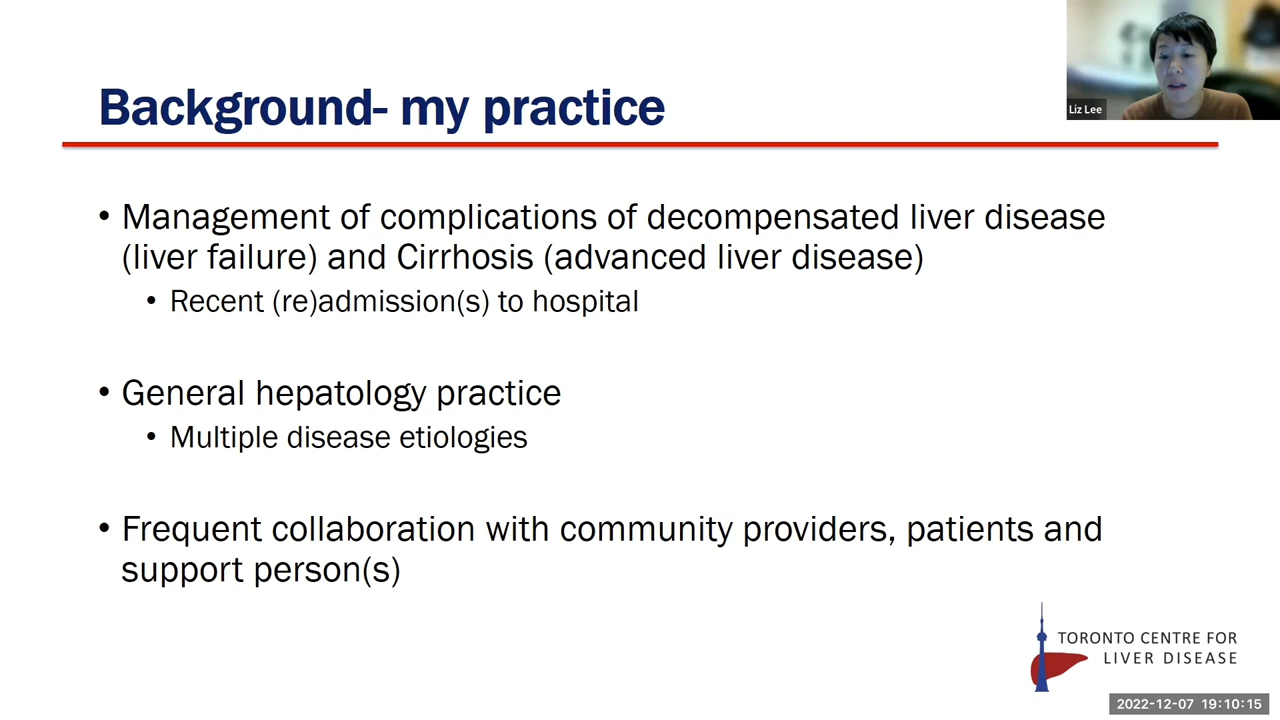 Background- my practice
Liz Lee
• Management of complications of decompensated liver disease
(liver failure) and Cirrhosis (advanced liver disease)
• Recent (re)admission(s) to hospital
• General hepatology practice
• Multiple disease etiologies
• Frequent collaboration with community providers, patients and
support person(s)
TORONTO CENTRE FOR
LIVER DISEASE
2022-12-07 19:10:15